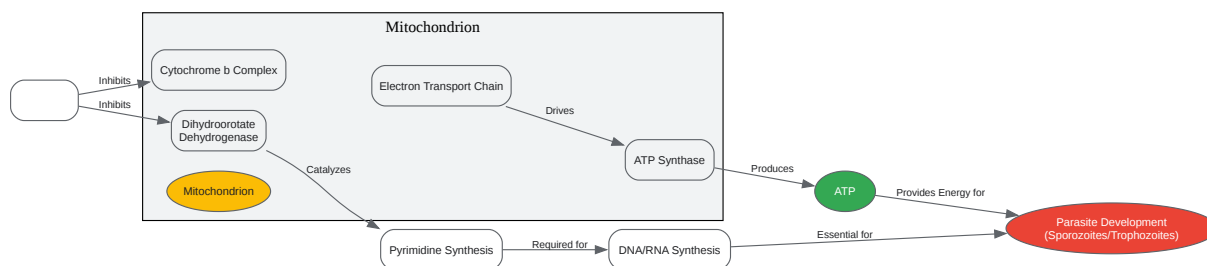 Mitochondrion
Inhibits
Cytochrome b Complex
Electron Transport Chain
Inhibits
Drives
Dihydroorotate
Dehydrogenase
ATP Synthase
Catalyzes
Produces
Mitochondrion
ATP
Provides Energy for
Parasite Development
(Sporozoites/Trophozoites)
Pyrimidine Synthesis
Required for
DNA/RNA Synthesis
Essential for